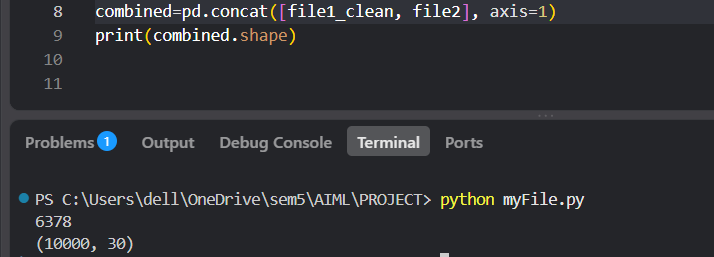 8 combined=pd.concat([file1_clean, file2], axis=1)
9 print(combined.shape)
10
11
Problems 1 Output Debug Console Terminal Ports
PS C:\Users\dell\OneDrive\sem5\AIML\PROJECT> python myFile.py
6378
(10000, 30)